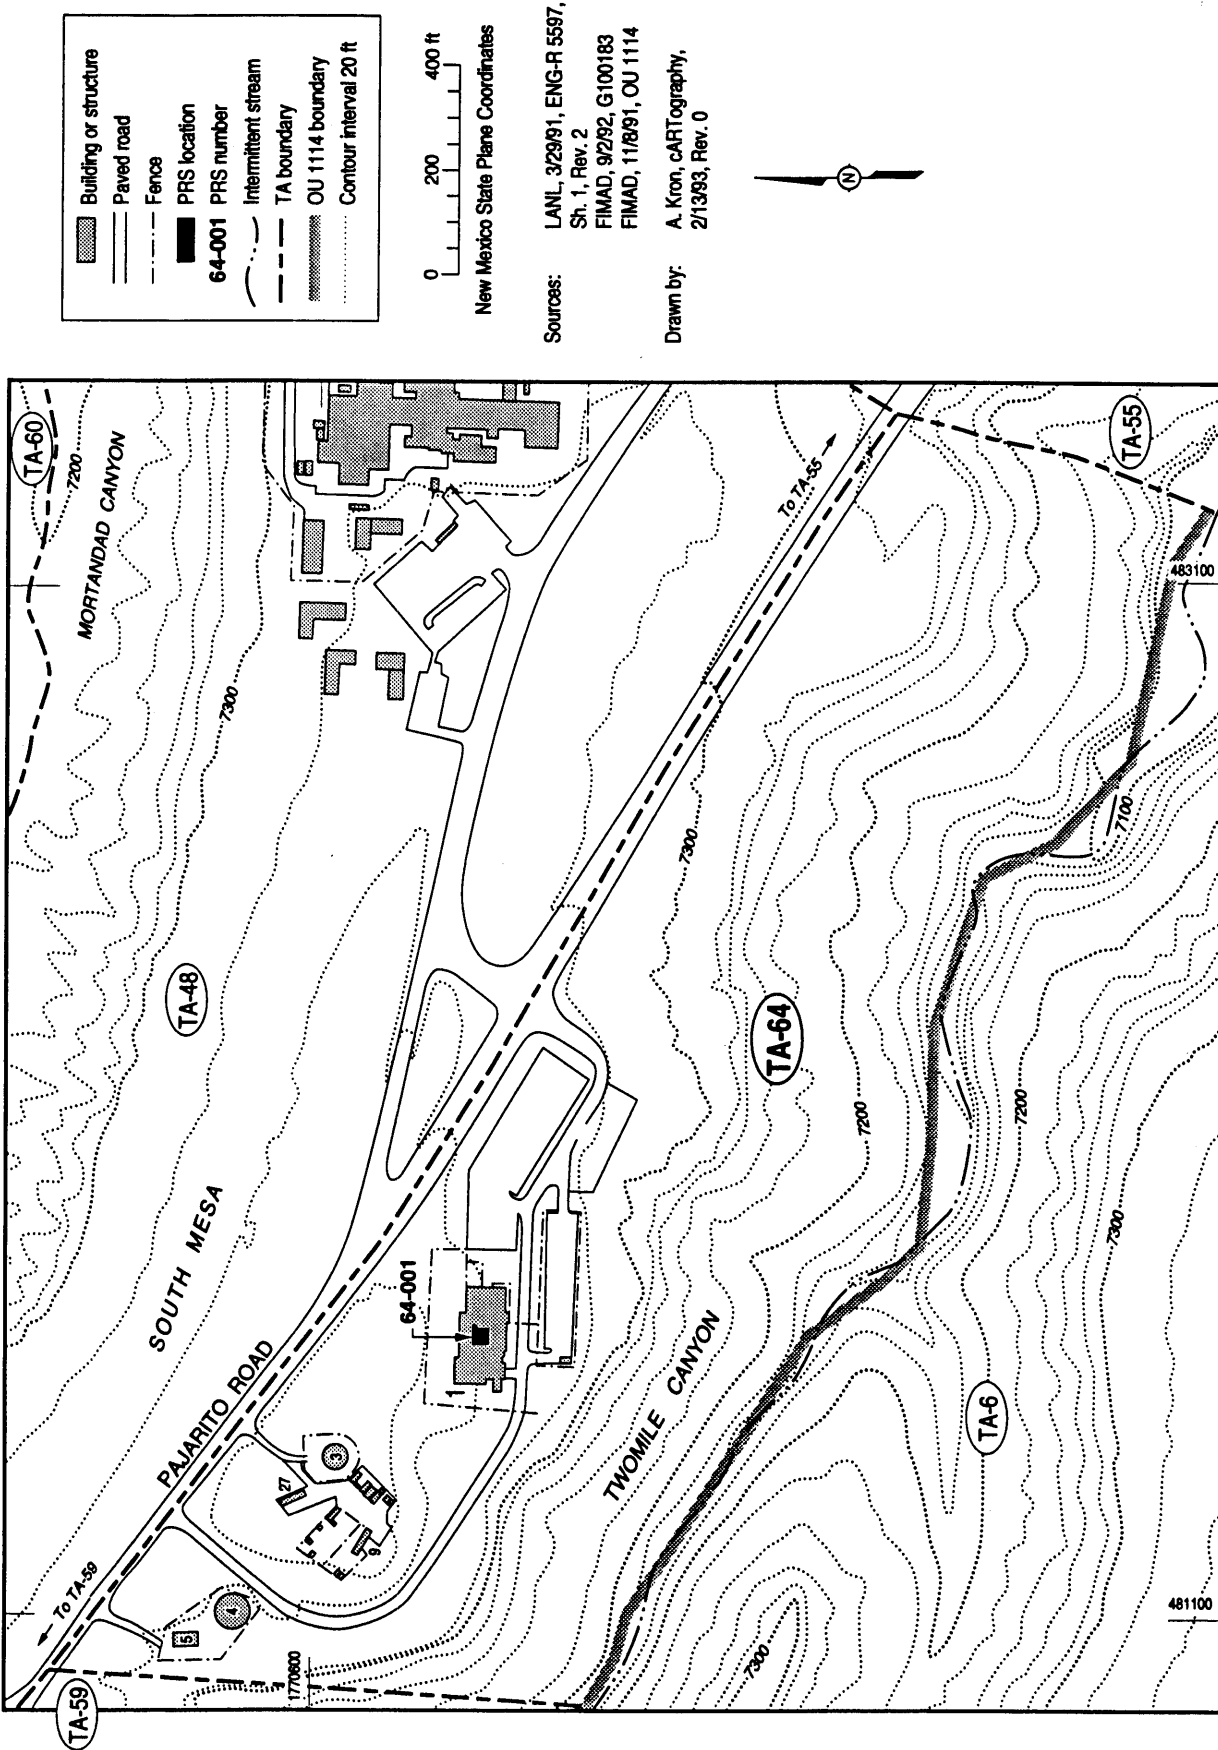 TA-60
7200
MORTANDAD CANYON
7300
TA-48
SOUTH MESA
PAJARITO ROAD
To TA-59
TA-59
To TA-55
TA-55
483100
7300
TA-64
7200
7100
7200
7300
64-001
1
3
27
9
4
5
1770600
TWOMILE CANYON
TA-6
7300
481100
Building or structure
Paved road
Fence
PRS location
64-001 PRS number
Intermittent stream
TA boundary
OU 1114 boundary
Contour interval 20 ft
0 200 400 ft
New Mexico State Plane Coordinates
Sources: LANL, 3/29/91, ENG-R 5597,
Sh. 1, Rev. 2
FIMAD, 9/2/92, G100183
FIMAD, 11/8/91, OU 1114
Drawn by: A. Kron, cARTography,
2/13/93, Rev. 0
N